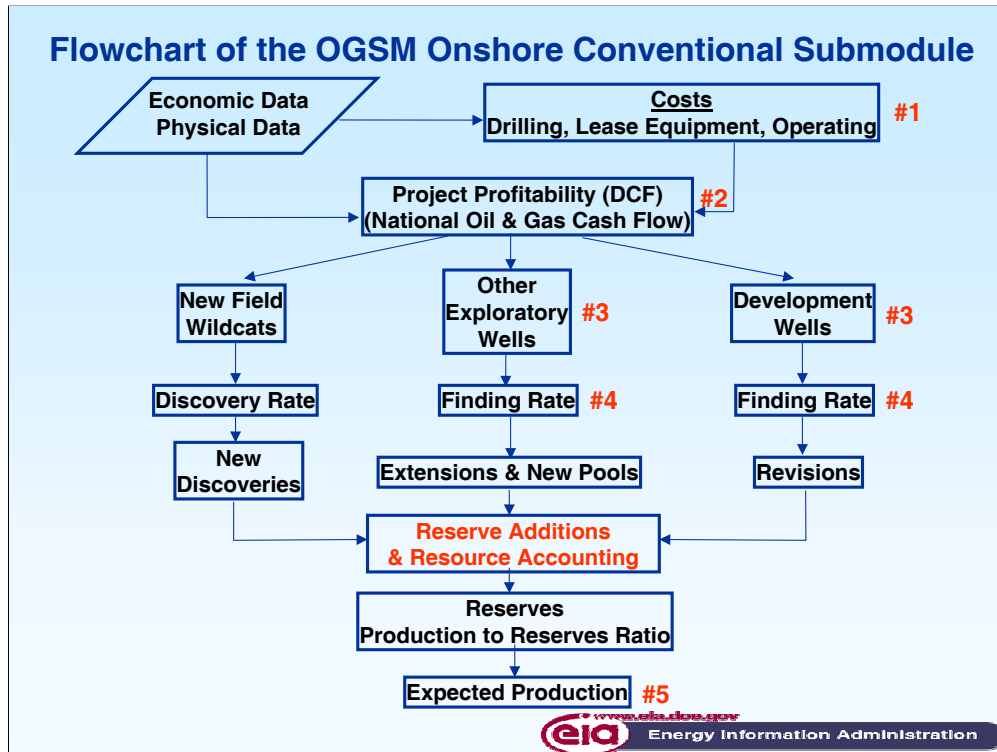 Flowchart of the OGSM Onshore Conventional Submodule
Economic Data
Physical Data
Costs
Drilling, Lease Equipment, Operating
#1
Project Profitability (DCF)
(National Oil & Gas Cash Flow)
#2
New Field
Wildcats
Other
Exploratory
Wells
#3
Development
Wells
#3
Discovery Rate
Finding Rate
#4
Finding Rate
#4
New
Discoveries
Extensions & New Pools
Revisions
Reserve Additions
& Resource Accounting
Reserves
Production to Reserves Ratio
Expected Production
#5
www.eia.doe.gov
eia
Energy Information Administration